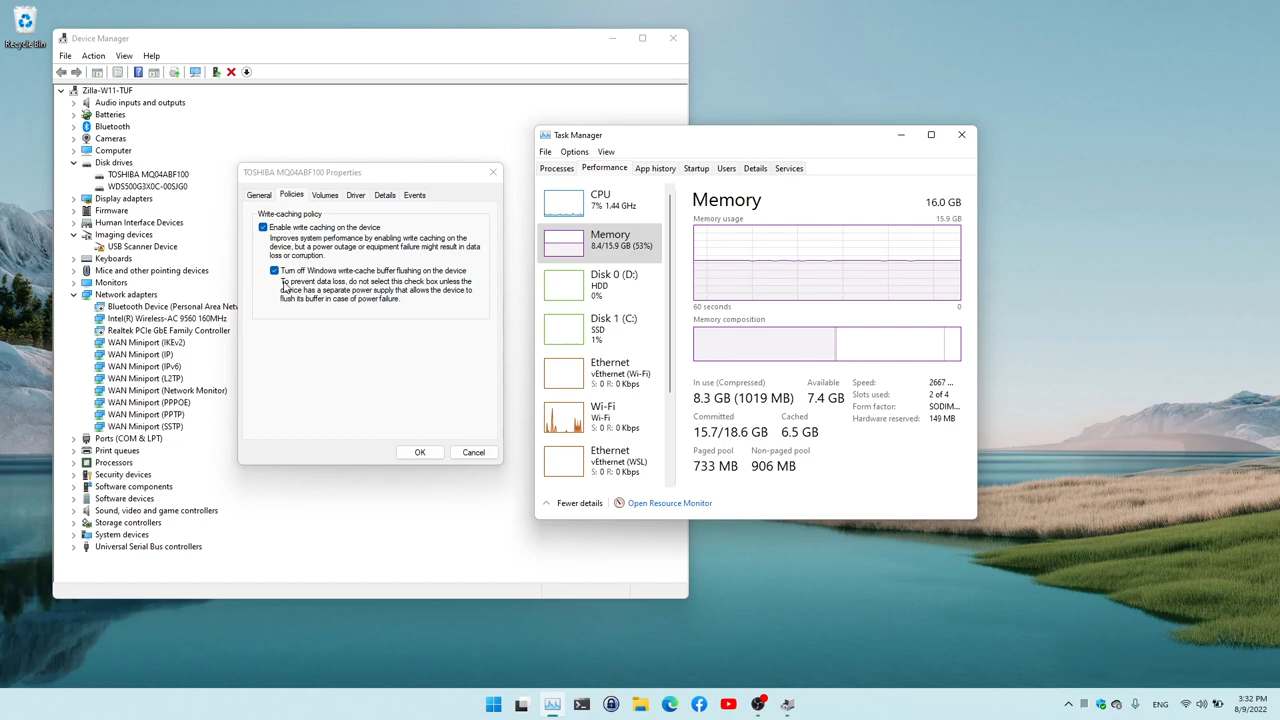 Recycle Bin
Device Manager
File Action View Help
Zilla-W11-TUF
Audio inputs and outputs
Batteries
Bluetooth
Cameras
Computer
Disk drives
TOSHIBA MQ04ABF100
WDS500G3X0C-00SJG0
Display adapters
Firmware
Human Interface Devices
Imaging devices
USB Scanner Device
Keyboards
Mice and other pointing devices
Monitors
Network adapters
Bluetooth Device (Personal Area Netw
Intel(R) Wireless-AC 9560 160MHz
Realtek PCIe GbE Family Controller
WAN Miniport (IKEv2)
WAN Miniport (IP)
WAN Miniport (IPv6)
WAN Miniport (L2TP)
WAN Miniport (Network Monitor)
WAN Miniport (PPPOE)
WAN Miniport (PPTP)
WAN Miniport (SSTP)
Ports (COM & LPT)
Print queues
Processors
Security devices
Software components
Software devices
Sound, video and game controllers
Storage controllers
System devices
Universal Serial Bus controllers
TOSHIBA MQ04ABF100 Properties
General Policies Volumes Driver Details Events
Write-caching policy
Enable write caching on the device
Improves system performance by enabling write caching on the
device, but a power outage or equipment failure might result in data
loss or corruption.
Turn off Windows write-cache buffer flushing on the device
To prevent data loss, do not select this check box unless the
device has a separate power supply that allows the device to
flush its buffer in case of power failure.
OK Cancel
Task Manager
File Options View
Processes Performance App history Startup Users Details Services
CPU
7% 1.44 GHz
Memory
8.4/15.9 GB (53%)
Disk 0 (D:)
HDD
0%
Disk 1 (C:)
SSD
1%
Ethernet
vEthernet (Wi-Fi)
S: 0 R: 0 Kbps
Wi-Fi
Wi-Fi
S: 0 R: 0 Kbps
Ethernet
vEthernet (WSL)
S: 0 R: 0 Kbps
Memory 16.0 GB
Memory usage 15.9 GB
60 seconds 0
Memory composition
In use (Compressed) Available
8.3 GB (1019 MB) 7.4 GB
Committed Cached
15.7/18.6 GB 6.5 GB
Paged pool Non-paged pool
733 MB 906 MB
Speed: 2667 ...
Slots used: 2 of 4
Form factor: SODIM...
Hardware reserved: 149 MB
Fewer details Open Resource Monitor
ENG
3:32 PM
8/9/2022